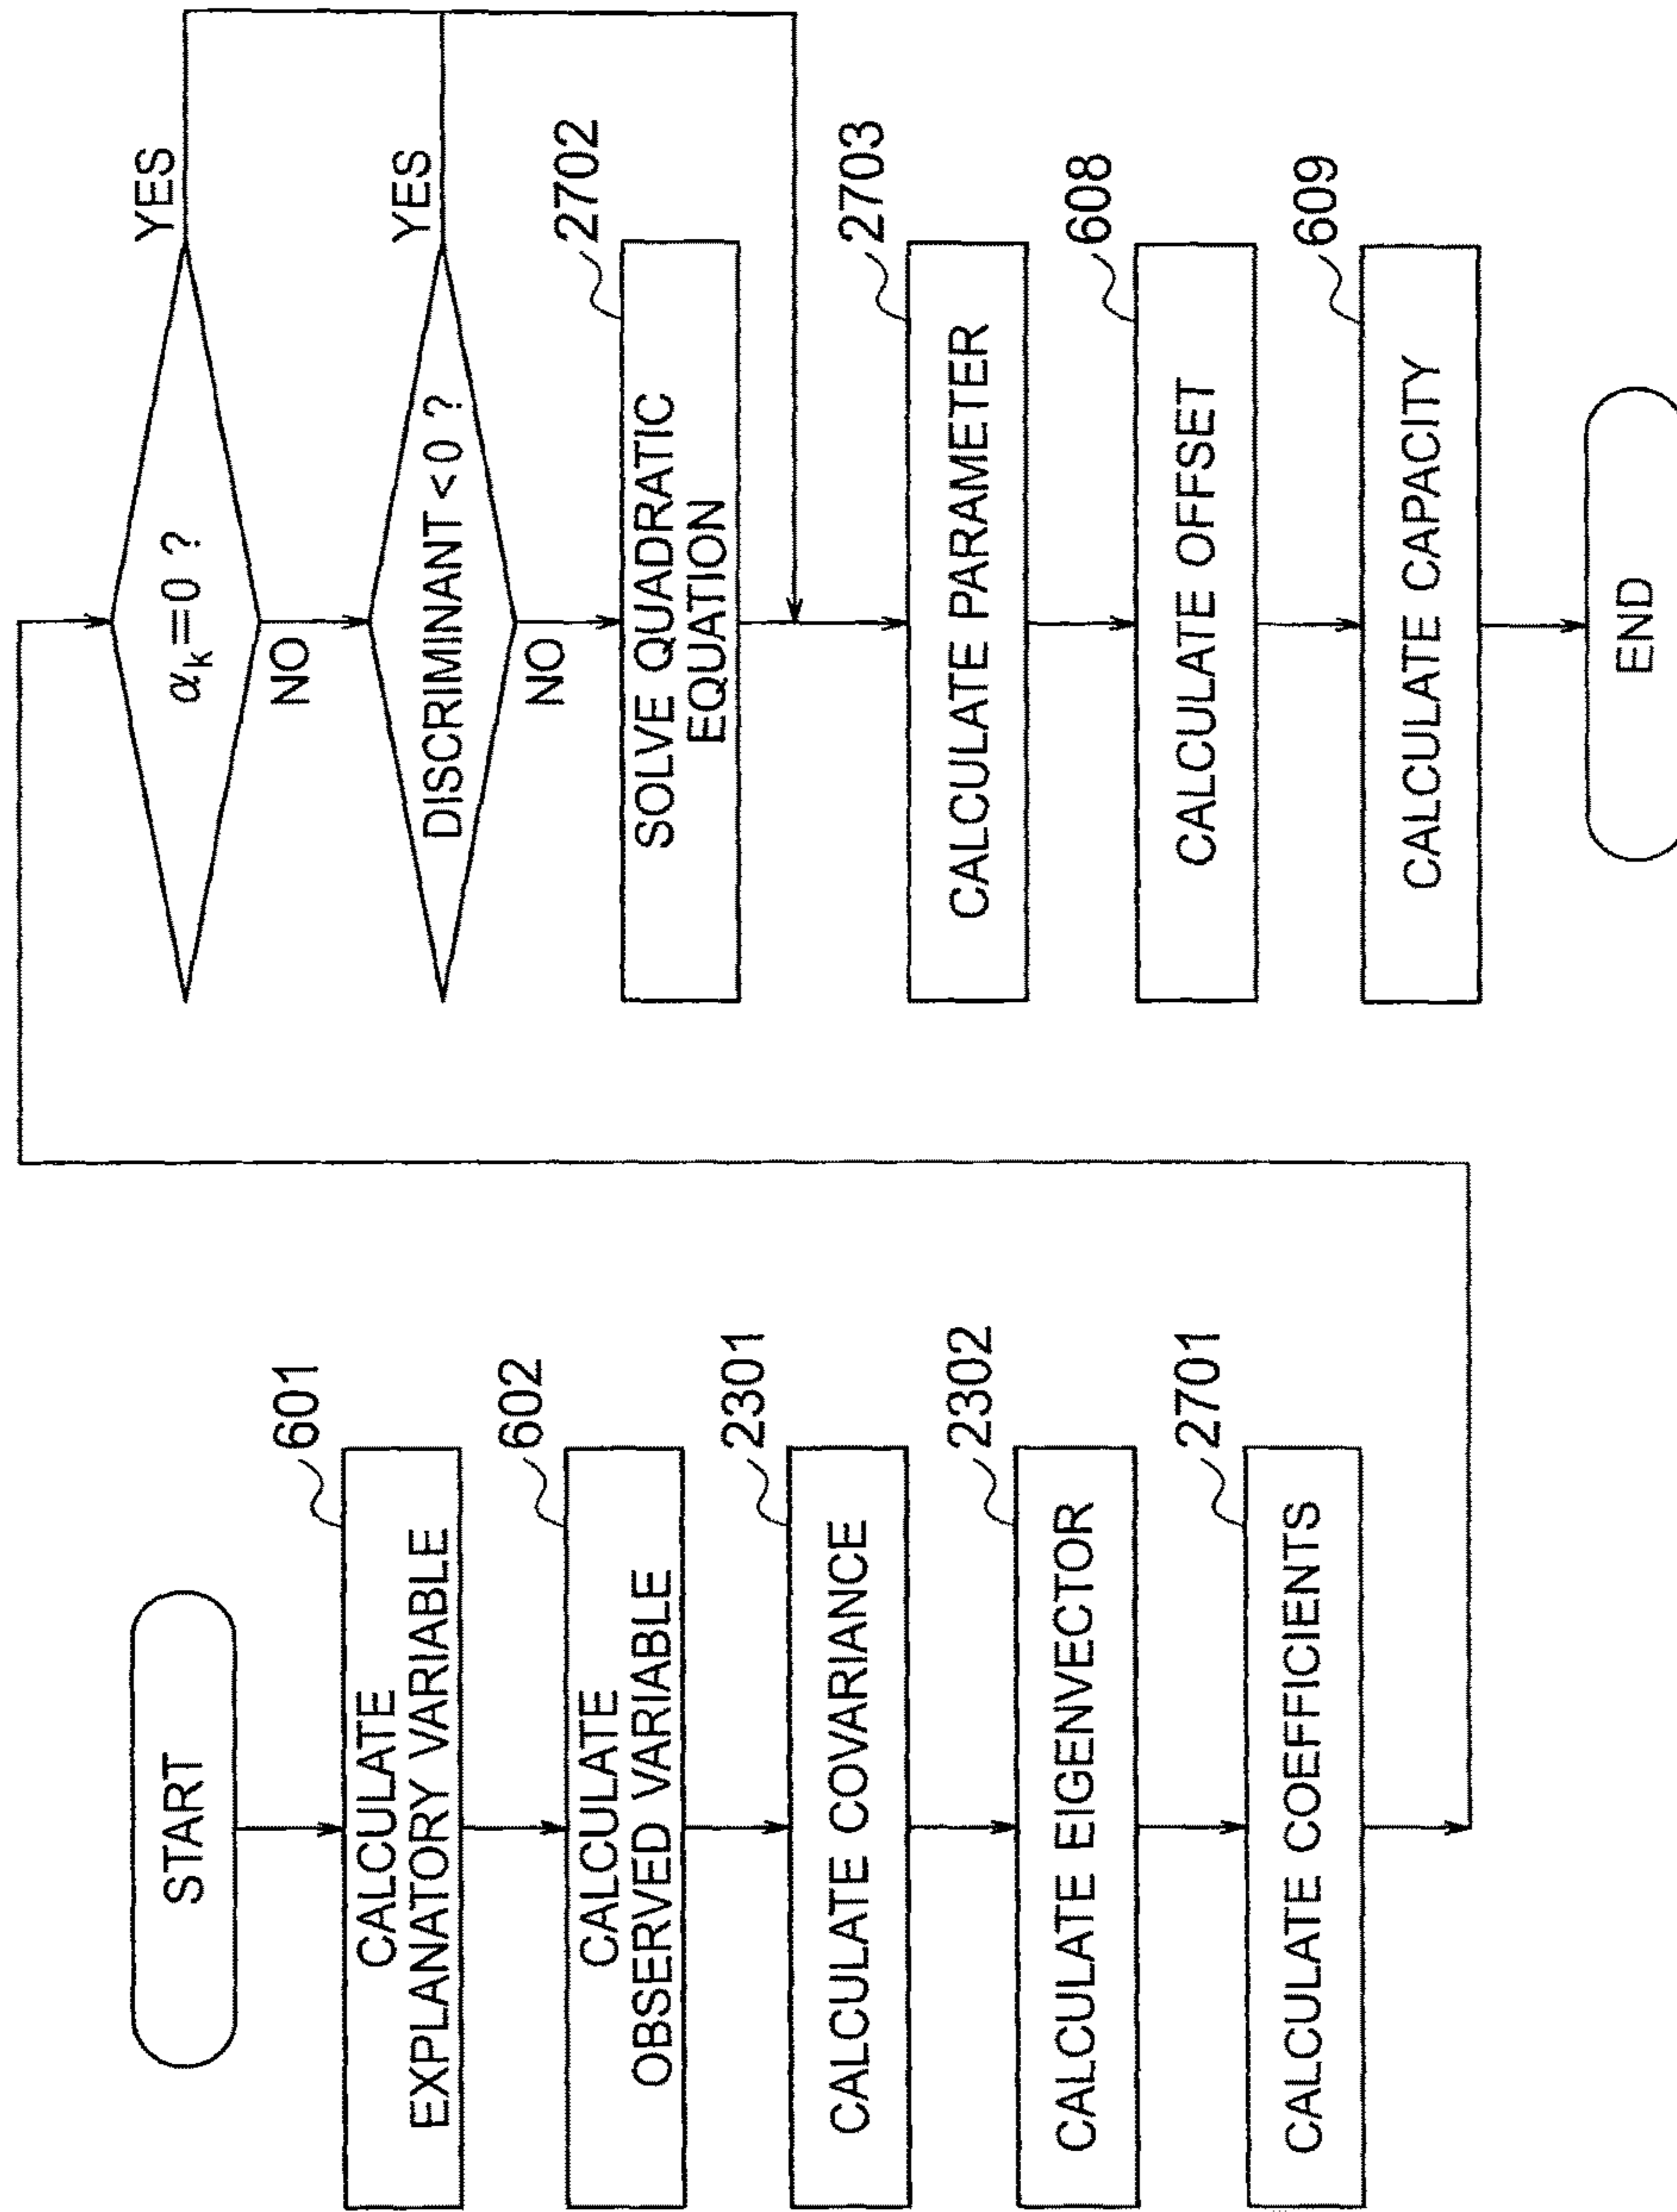 START
CALCULATE
EXPLANATORY VARIABLE
601
CALCULATE
OBSERVED VARIABLE
602
CALCULATE COVARIANCE
2301
CALCULATE EIGENVECTOR
2302
CALCULATE COEFFICIENTS
2701
αk==0 ?
YES
NO
DISCRIMINANT <0 ?
YES
NO
SOLVE QUADRATIC
EQUATION
2702
CALCULATE PARAMETER
2703
CALCULATE OFFSET
608
CALCULATE CAPACITY
609
END